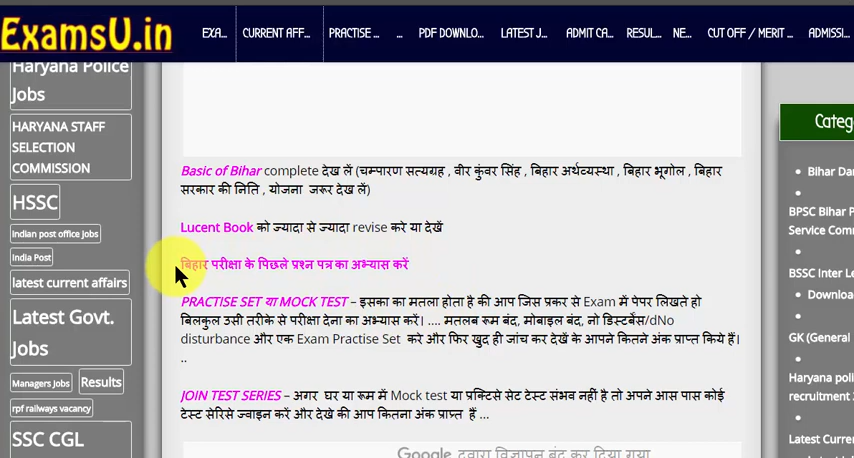 ExamsU.in
EXA... CURRENT AFF... PRACTISE ... ... PDF DOWNLO... LATEST J... ADMIT CA... RESUL... NE... CUT OFF / MERIT ... ADMISSI...
Haryana Police
Jobs
HARYANA STAFF
SELECTION
COMMISSION
HSSC
Indian post office Jobs
India Post
latest current affairs
Latest Govt.
Jobs
Managers Jobs Results
rpf railways vacancy
SSC CGL
Basic of Bihar complete देख लें (चम्पारण सत्यग्रह , वीर कुंवर सिंह , बिहार अर्थव्यस्था , बिहार भूगोल , बिहार
सरकार की निति , योजना जरूर देख लें)
Lucent Book को ज्यादा से ज्यादा revise करे या देखें
बिहार परीक्षा के पिछले प्रश्न पत्र का अभ्यास करें
PRACTISE SET या MOCK TEST – इसका का मतला होता है की आप जिस प्रकर से Exam में पेपर लिखते हो
बिलकुल उसी तरीके से परीक्षा देना का अभ्यास करें। .... मतलब रूम बंद, मोबाइल बंद, नो डिस्टर्बेंस/dNo
disturbance और एक Exam Practise Set करे और फिर खुद ही जांच कर देखें के आपने कितने अंक प्राप्त किये हैं।
..
JOIN TEST SERIES – अगर घर या रूम में Mock test या प्रक्टिसे सेट टेस्ट संभव नहीं है तो अपने आस पास कोई
टेस्ट सेरिसे ज्वाइन करें और देखे की आप कितना अंक प्राप्त हैं ...
Google द्वारा विज्ञापन बंद कर दिया गया
Categ
Bihar Dar
BPSC Bihar P
Service Com
BSSC Inter Le
Downloa
GK (General
Haryana poli
recruitment
Latest Curre
Latest Govt.